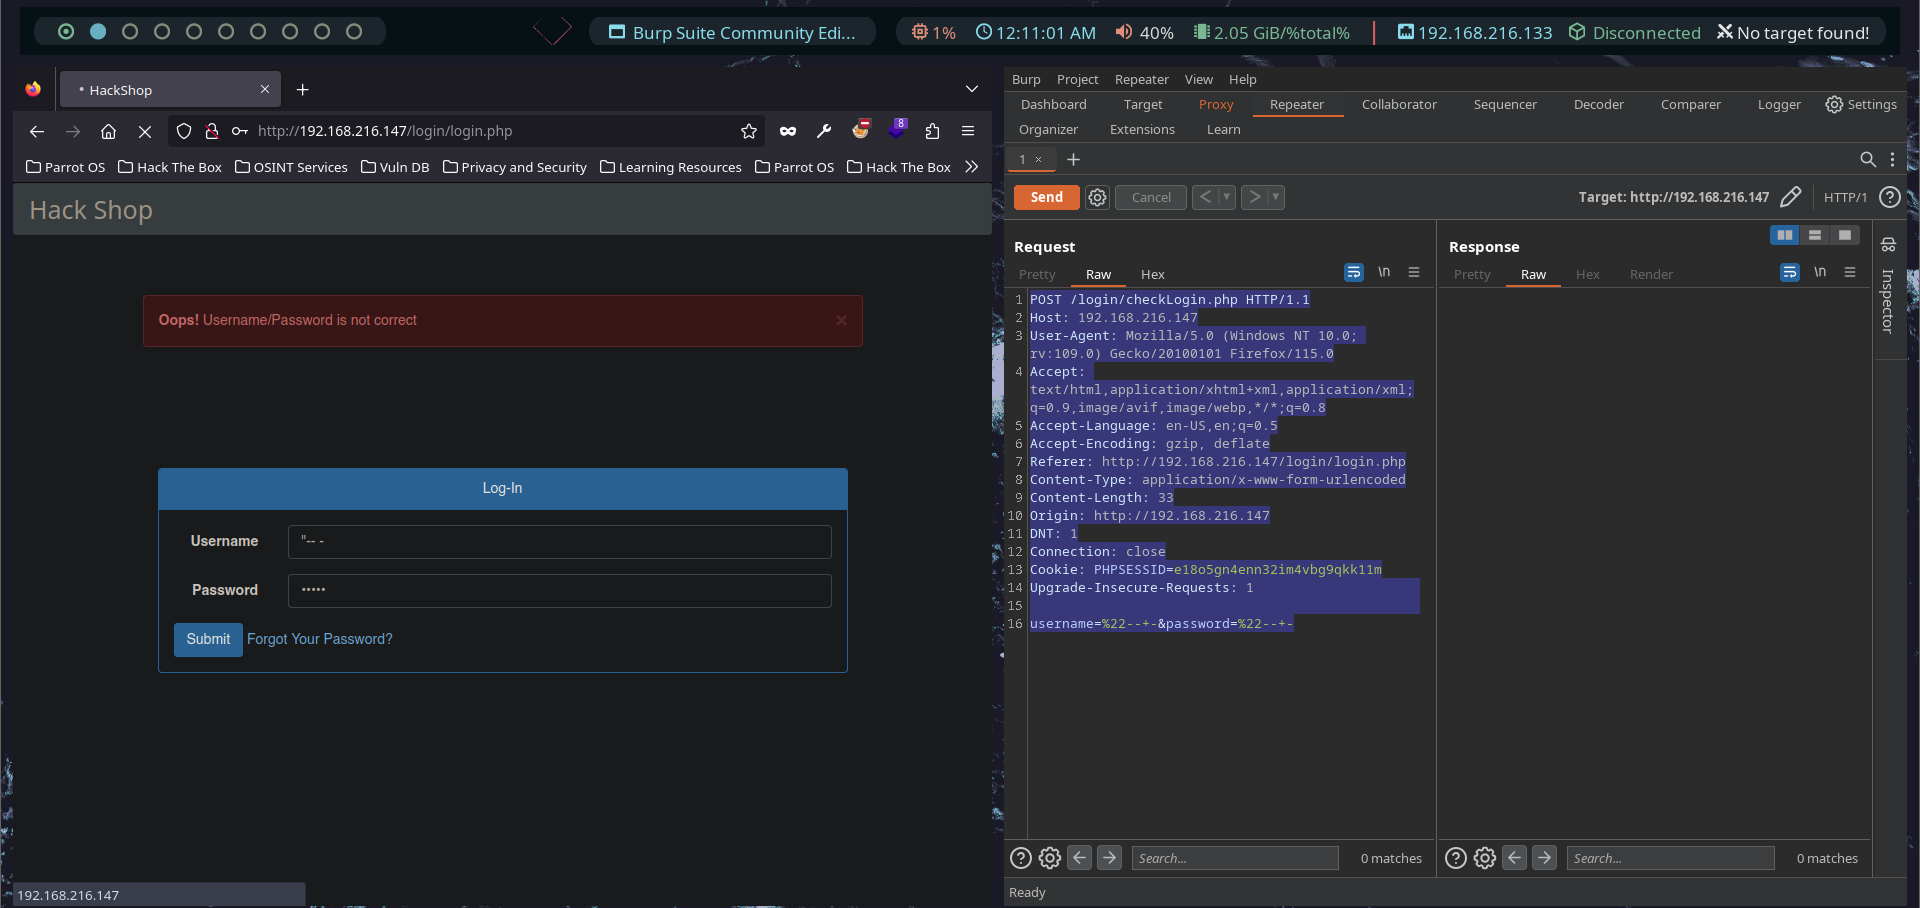 Burp Suite Community Edi...
1%
12:11:01 AM
40%
2.05 GiB/%total%
192.168.216.133
Disconnected
No target found!
HackShop
http://192.168.216.147/login/login.php
8
Parrot OS
Hack The Box
OSINT Services
Vuln DB
Privacy and Security
Learning Resources
Parrot OS
Hack The Box
Hack Shop
Oops! Username/Password is not correct
×
Log-In
Username
"-- -
Password
•••••
Submit
Forgot Your Password?
192.168.216.147
Burp
Project
Repeater
View
Help
Dashboard
Target
Proxy
Repeater
Collaborator
Sequencer
Decoder
Comparer
Logger
Settings
Organizer
Extensions
Learn
1 ×
Send
Cancel
Target: http://192.168.216.147
HTTP/1
Request
Pretty
Raw
Hex
\n
1 POST /login/checkLogin.php HTTP/1.1
2 Host: 192.168.216.147
3 User-Agent: Mozilla/5.0 (Windows NT 10.0;
rv:109.0) Gecko/20100101 Firefox/115.0
4 Accept:
text/html,application/xhtml+xml,application/xml;
q=0.9,image/avif,image/webp,*/*;q=0.8
5 Accept-Language: en-US,en;q=0.5
6 Accept-Encoding: gzip, deflate
7 Referer: http://192.168.216.147/login/login.php
8 Content-Type: application/x-www-form-urlencoded
9 Content-Length: 33
10 Origin: http://192.168.216.147
11 DNT: 1
12 Connection: close
13 Cookie: PHPSESSID=e18o5gn4enn32im4vbg9qkk11m
14 Upgrade-Insecure-Requests: 1
15
16 username=%22--+-&password=%22--+-
Search...
0 matches
Response
Pretty
Raw
Hex
Render
\n
Inspector
Search...
0 matches
Ready